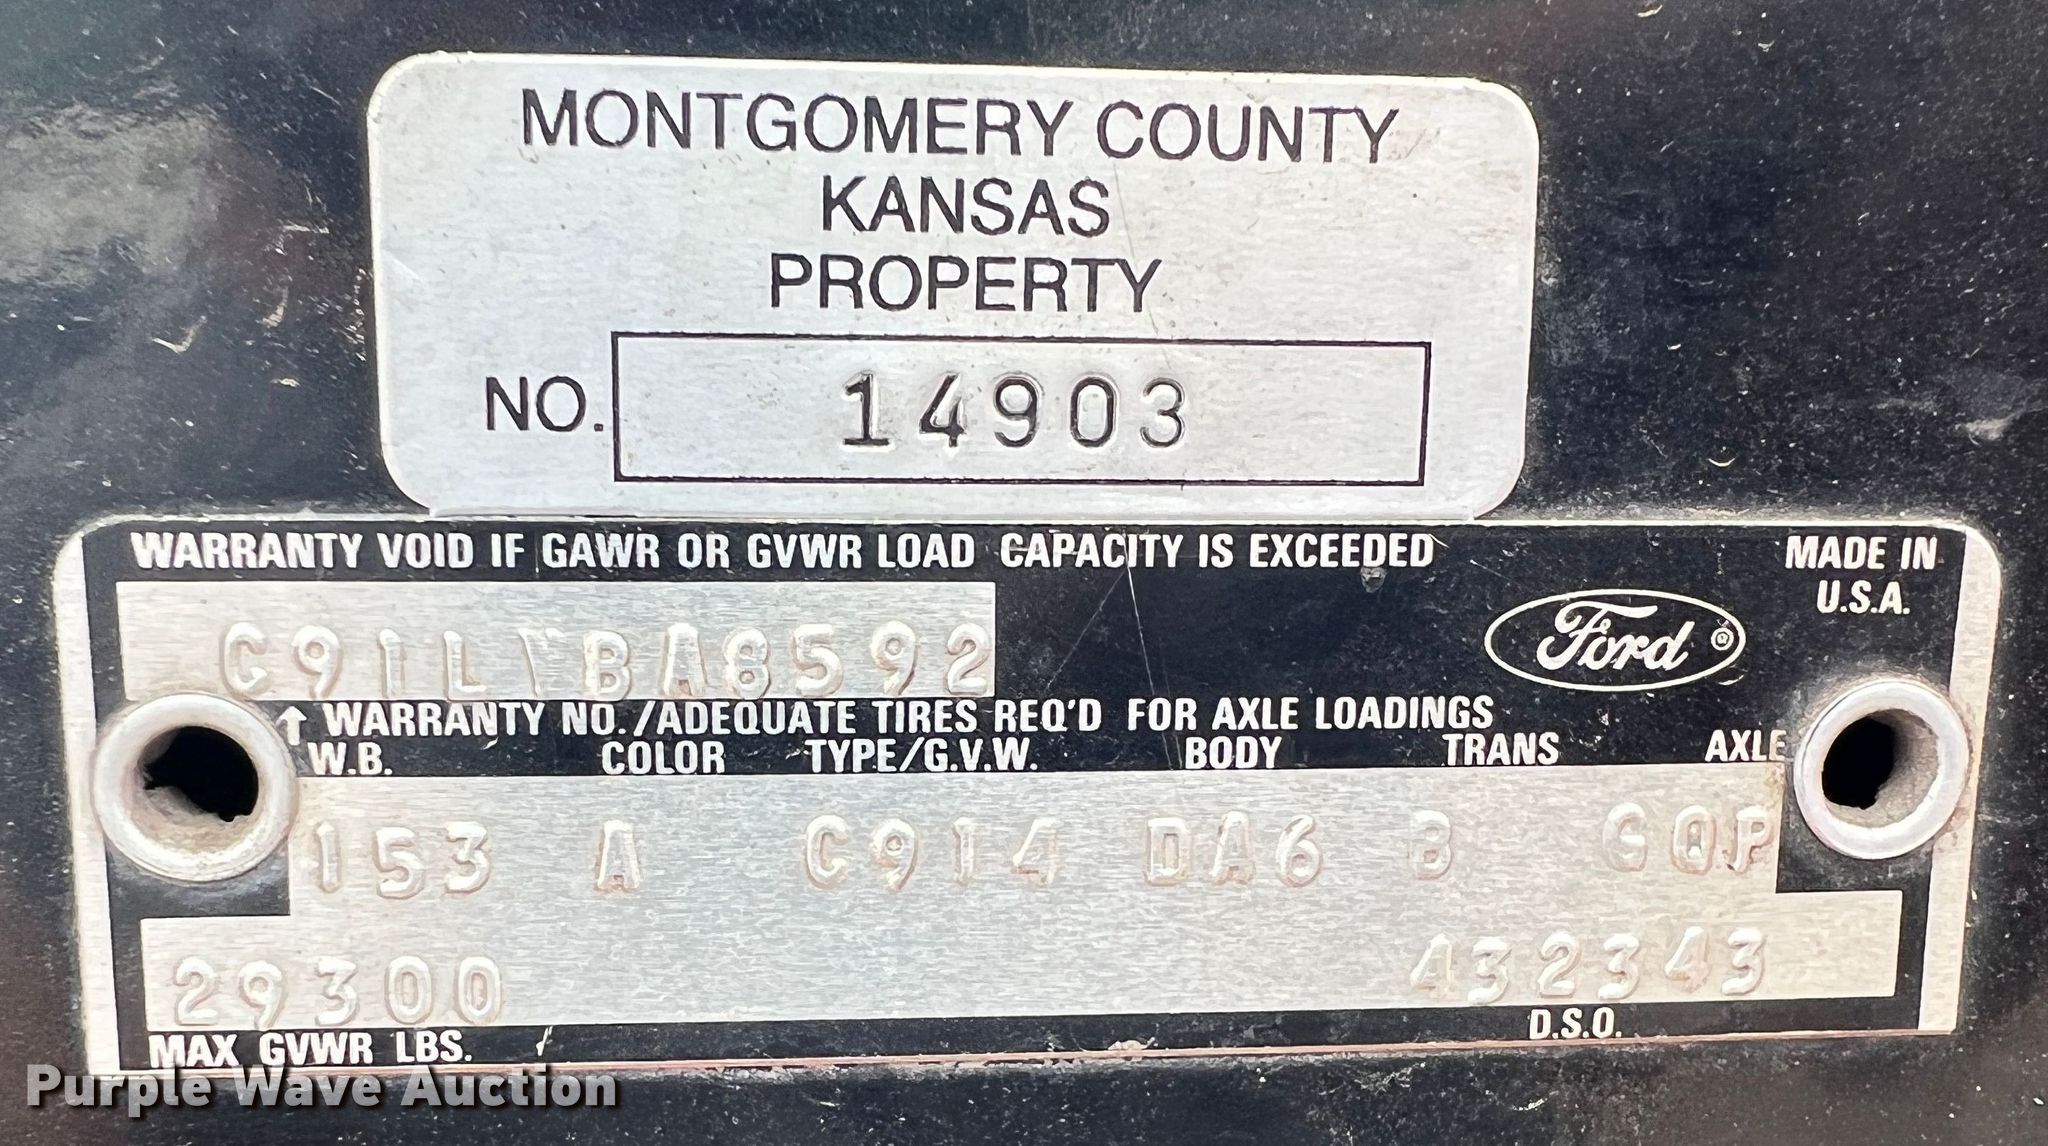 MONTGOMERY COUNTY
KANSAS
PROPERTY
NO. 14903
WARRANTY VOID IF GAWR OR GVWR LOAD CAPACITY IS EXCEEDED
MADE IN
U.S.A.
Ford
↑ WARRANTY NO./ADEQUATE TIRES REQ'D FOR AXLE LOADINGS
W.B. COLOR TYPE/G.V.W. BODY TRANS AXLE
153 A C914 DA6 B GQP
29300 432343
MAX GVWR LBS. D.S.O.
Purple Wave Auction